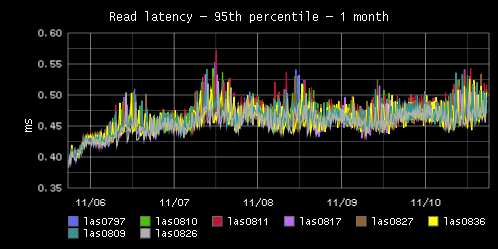 Read latency – 95th percentile – 1 month
0.60
0.55
0.50
0.45
0.40
0.35
ms
11/06 11/07 11/08 11/09 11/10
las0797 las0810 las0811 las0817 las0827 las0836
las0809 las0826